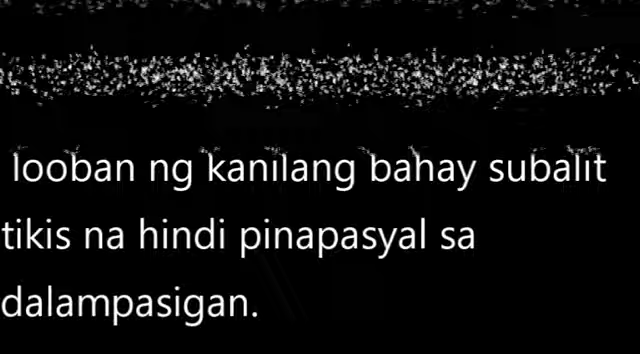 looban ng kanilang bahay subalit
tikis na hindi pinapasyal sa
dalampasigan.